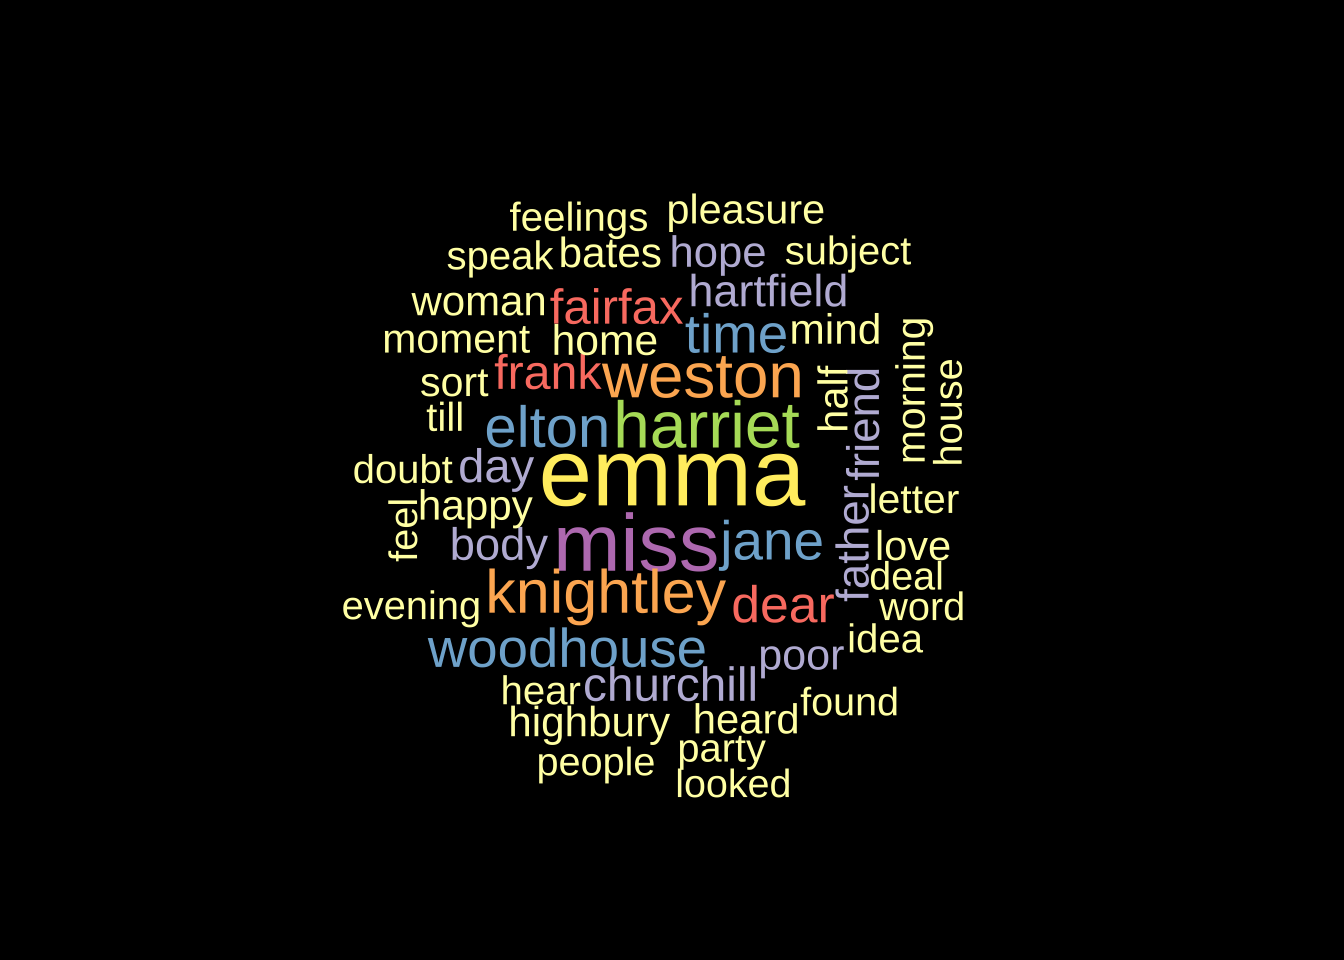 feelings pleasure
speak bates hope subject
woman fairfax hartfield
moment home time mind
morning
sort frank weston half friend house
till elton harriet
doubt day emma
feel happy father letter
body miss jane love
deal
evening knightley dear word
woodhouse poor idea
hear churchill found
highbury heard
people party
looked